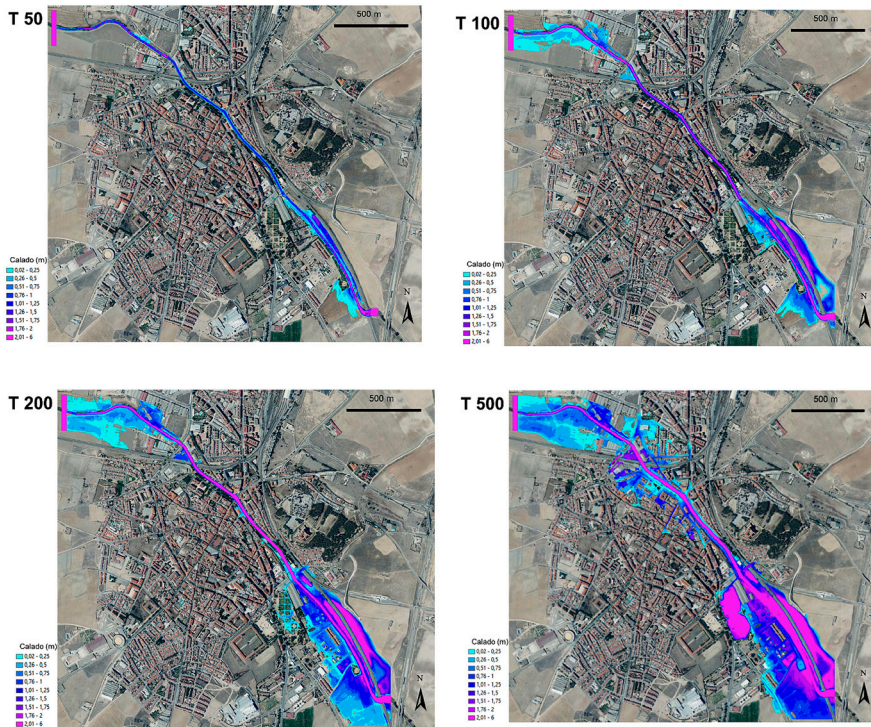 T 50
500 m
Calado (m)
0,02 - 0,25
0,26 - 0,5
0,51 - 0,75
0,76 - 1
1,01 - 1,25
1,26 - 1,5
1,51 - 1,75
1,76 - 2
2,01 - 6
N
T 100
500 m
Calado (m)
0,02 - 0,25
0,26 - 0,5
0,51 - 0,75
0,76 - 1
1,01 - 1,25
1,26 - 1,5
1,51 - 1,75
1,76 - 2
2,01 - 6
N
T 200
500 m
Calado (m)
0,02 - 0,25
0,26 - 0,5
0,51 - 0,75
0,76 - 1
1,01 - 1,25
1,26 - 1,5
1,51 - 1,75
1,76 - 2
2,01 - 6
N
T 500
500 m
Calado (m)
0,02 - 0,25
0,26 - 0,5
0,51 - 0,75
0,76 - 1
1,01 - 1,25
1,26 - 1,5
1,51 - 1,75
1,76 - 2
2,01 - 6
N